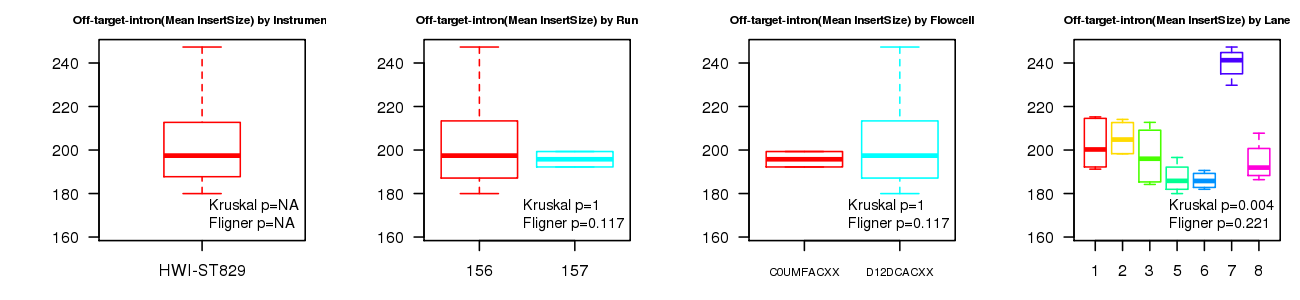 Off-target-intron(Mean InsertSize) by Instrumen
240
220
200
180
160
Kruskal p=NA
Fligner p=NA
HWI-ST829
Off-target-intron(Mean InsertSize) by Run
240
220
200
180
160
Kruskal p=1
Fligner p=0.117
156 157
Off-target-intron(Mean InsertSize) by Flowcell
240
220
200
180
160
Kruskal p=1
Fligner p=0.117
C0UMFACXX D12DCACXX
Off-target-intron(Mean InsertSize) by Lane
240
220
200
180
160
Kruskal p=0.004
Fligner p=0.221
1 2 3 5 6 7 8